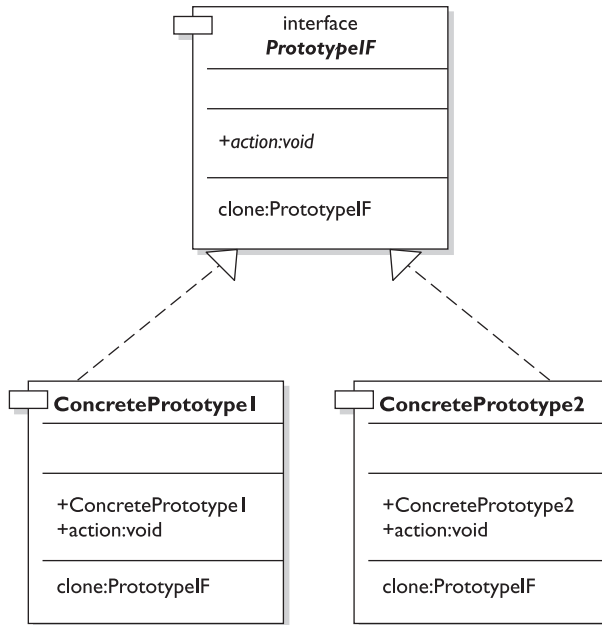 interface
PrototypeIF
+action:void
clone:PrototypeIF
ConcretePrototype1
+ConcretePrototype1
+action:void
clone:PrototypeIF
ConcretePrototype2
+ConcretePrototype2
+action:void
clone:PrototypeIF